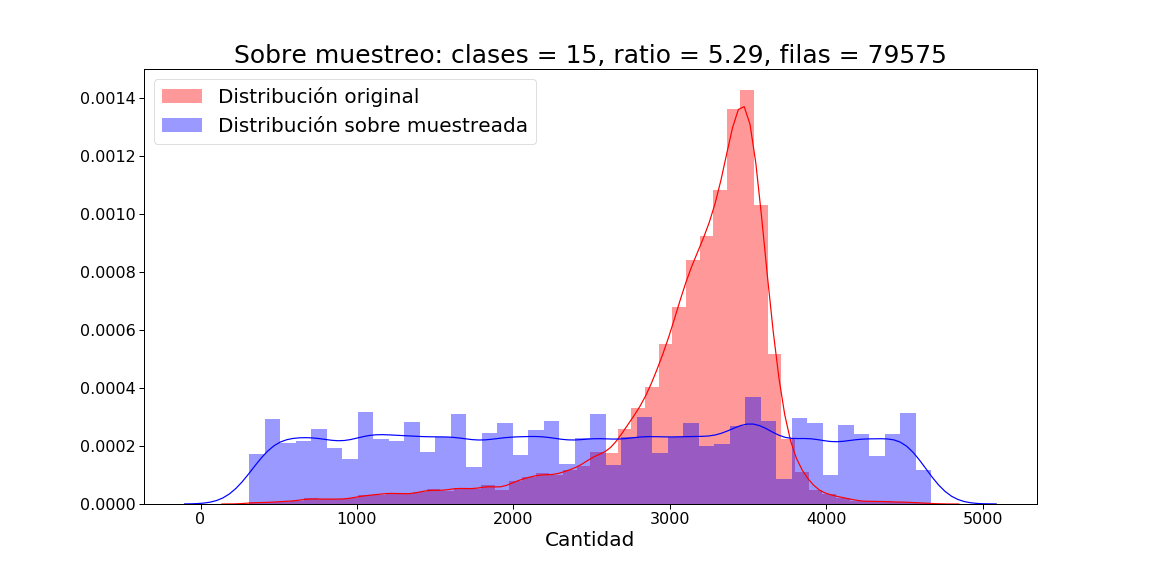 Sobre muestreo: clases = 15, ratio = 5.29, filas = 79575
Distribución original
Distribución sobre muestreada
0.0014
0.0012
0.0010
0.0008
0.0006
0.0004
0.0002
0.0000
0 1000 2000 3000 4000 5000
Cantidad